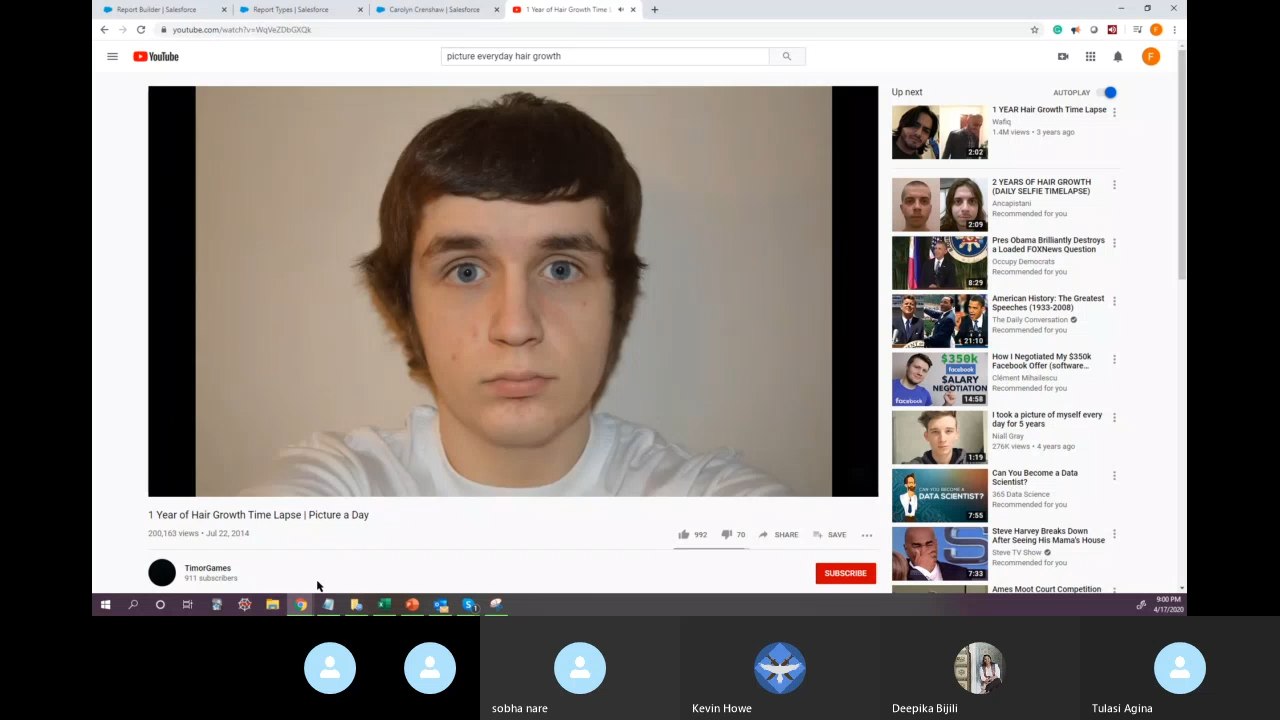 Report Builder | Salesforce
Report Types | Salesforce
Carolyn Crenshaw | Salesforce
1 Year of Hair Growth Time L
youtube.com/watch?v=WqVeZDbGXQk
YouTube
picture everyday hair growth
F
Up next
AUTOPLAY
1 YEAR Hair Growth Time Lapse
Wafiq
1.4M views • 3 years ago
2:02
2 YEARS OF HAIR GROWTH
(DAILY SELFIE TIMELAPSE)
Ancapistani
Recommended for you
2:09
Pres Obama Brilliantly Destroys
a Loaded FOXNews Question
Occupy Democrats
Recommended for you
8:29
American History: The Greatest
Speeches (1933-2008)
The Daily Conversation
Recommended for you
21:10
How I Negotiated My $350k
Facebook Offer (software...
Clément Mihailescu
Recommended for you
$350k
facebook
SALARY
NEGOTIATION
facebook
14:58
I took a picture of myself every
day for 5 years
Niall Gray
276K views • 4 years ago
1:19
Can You Become a Data
Scientist?
365 Data Science
Recommended for you
CAN YOU BECOME A
DATA SCIENTIST?
7:55
Steve Harvey Breaks Down
After Seeing His Mama's House
Steve TV Show
Recommended for you
7:33
Ames Moot Court Competition
1 Year of Hair Growth Time Lapse | Picture a Day
200,163 views • Jul 22, 2014
992
70
SHARE
SAVE
TimorGames
911 subscribers
SUBSCRIBE
9:00 PM
4/17/2020
sobha nare
Kevin Howe
Deepika Bijili
Tulasi Agina